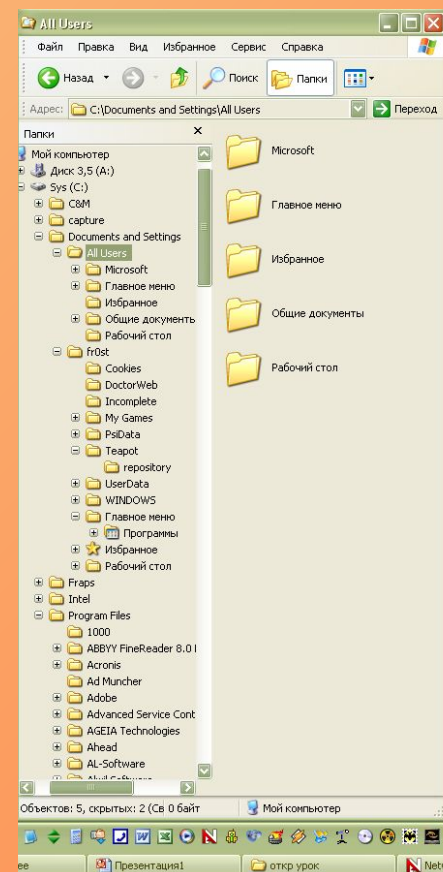 All Users
Файл Правка Вид Избранное Сервис Справка
Назад Поиск Папки
Адрес: C:\Documents and Settings\All Users Переход
Папки
Мой компьютер
Диск 3,5 (A:)
Sys (C:)
C&M
capture
Documents and Settings
All Users
Microsoft
Главное меню
Избранное
Общие документь
Рабочий стол
fr0st
Cookies
DoctorWeb
Incomplete
My Games
PsiData
Teapot
repository
UserData
WINDOWS
Главное меню
Программы
Избранное
Рабочий стол
Fraps
Intel
Program Files
1000
ABBYY FineReader 8.0
Acronis
Ad Muncher
Adobe
Advanced Service Cont
AGEIA Technologies
Ahead
AL-Software
Microsoft
Главное меню
Избранное
Общие документы
Рабочий стол
Объектов: 5, скрытых: 2 (Св 0 байт Мой компьютер
ее Презентация1 откр урок Net